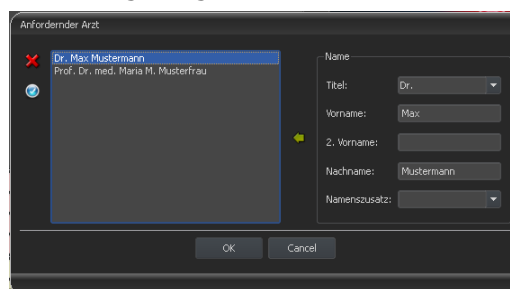 Anfordernder Arzt
Dr. Max Mustermann
Prof. Dr. med. Maria M. Musterfrau
Name
Titel: Dr.
Vorname: Max
2. Vorname:
Nachname: Mustermann
Namenszusatz:
OK Cancel